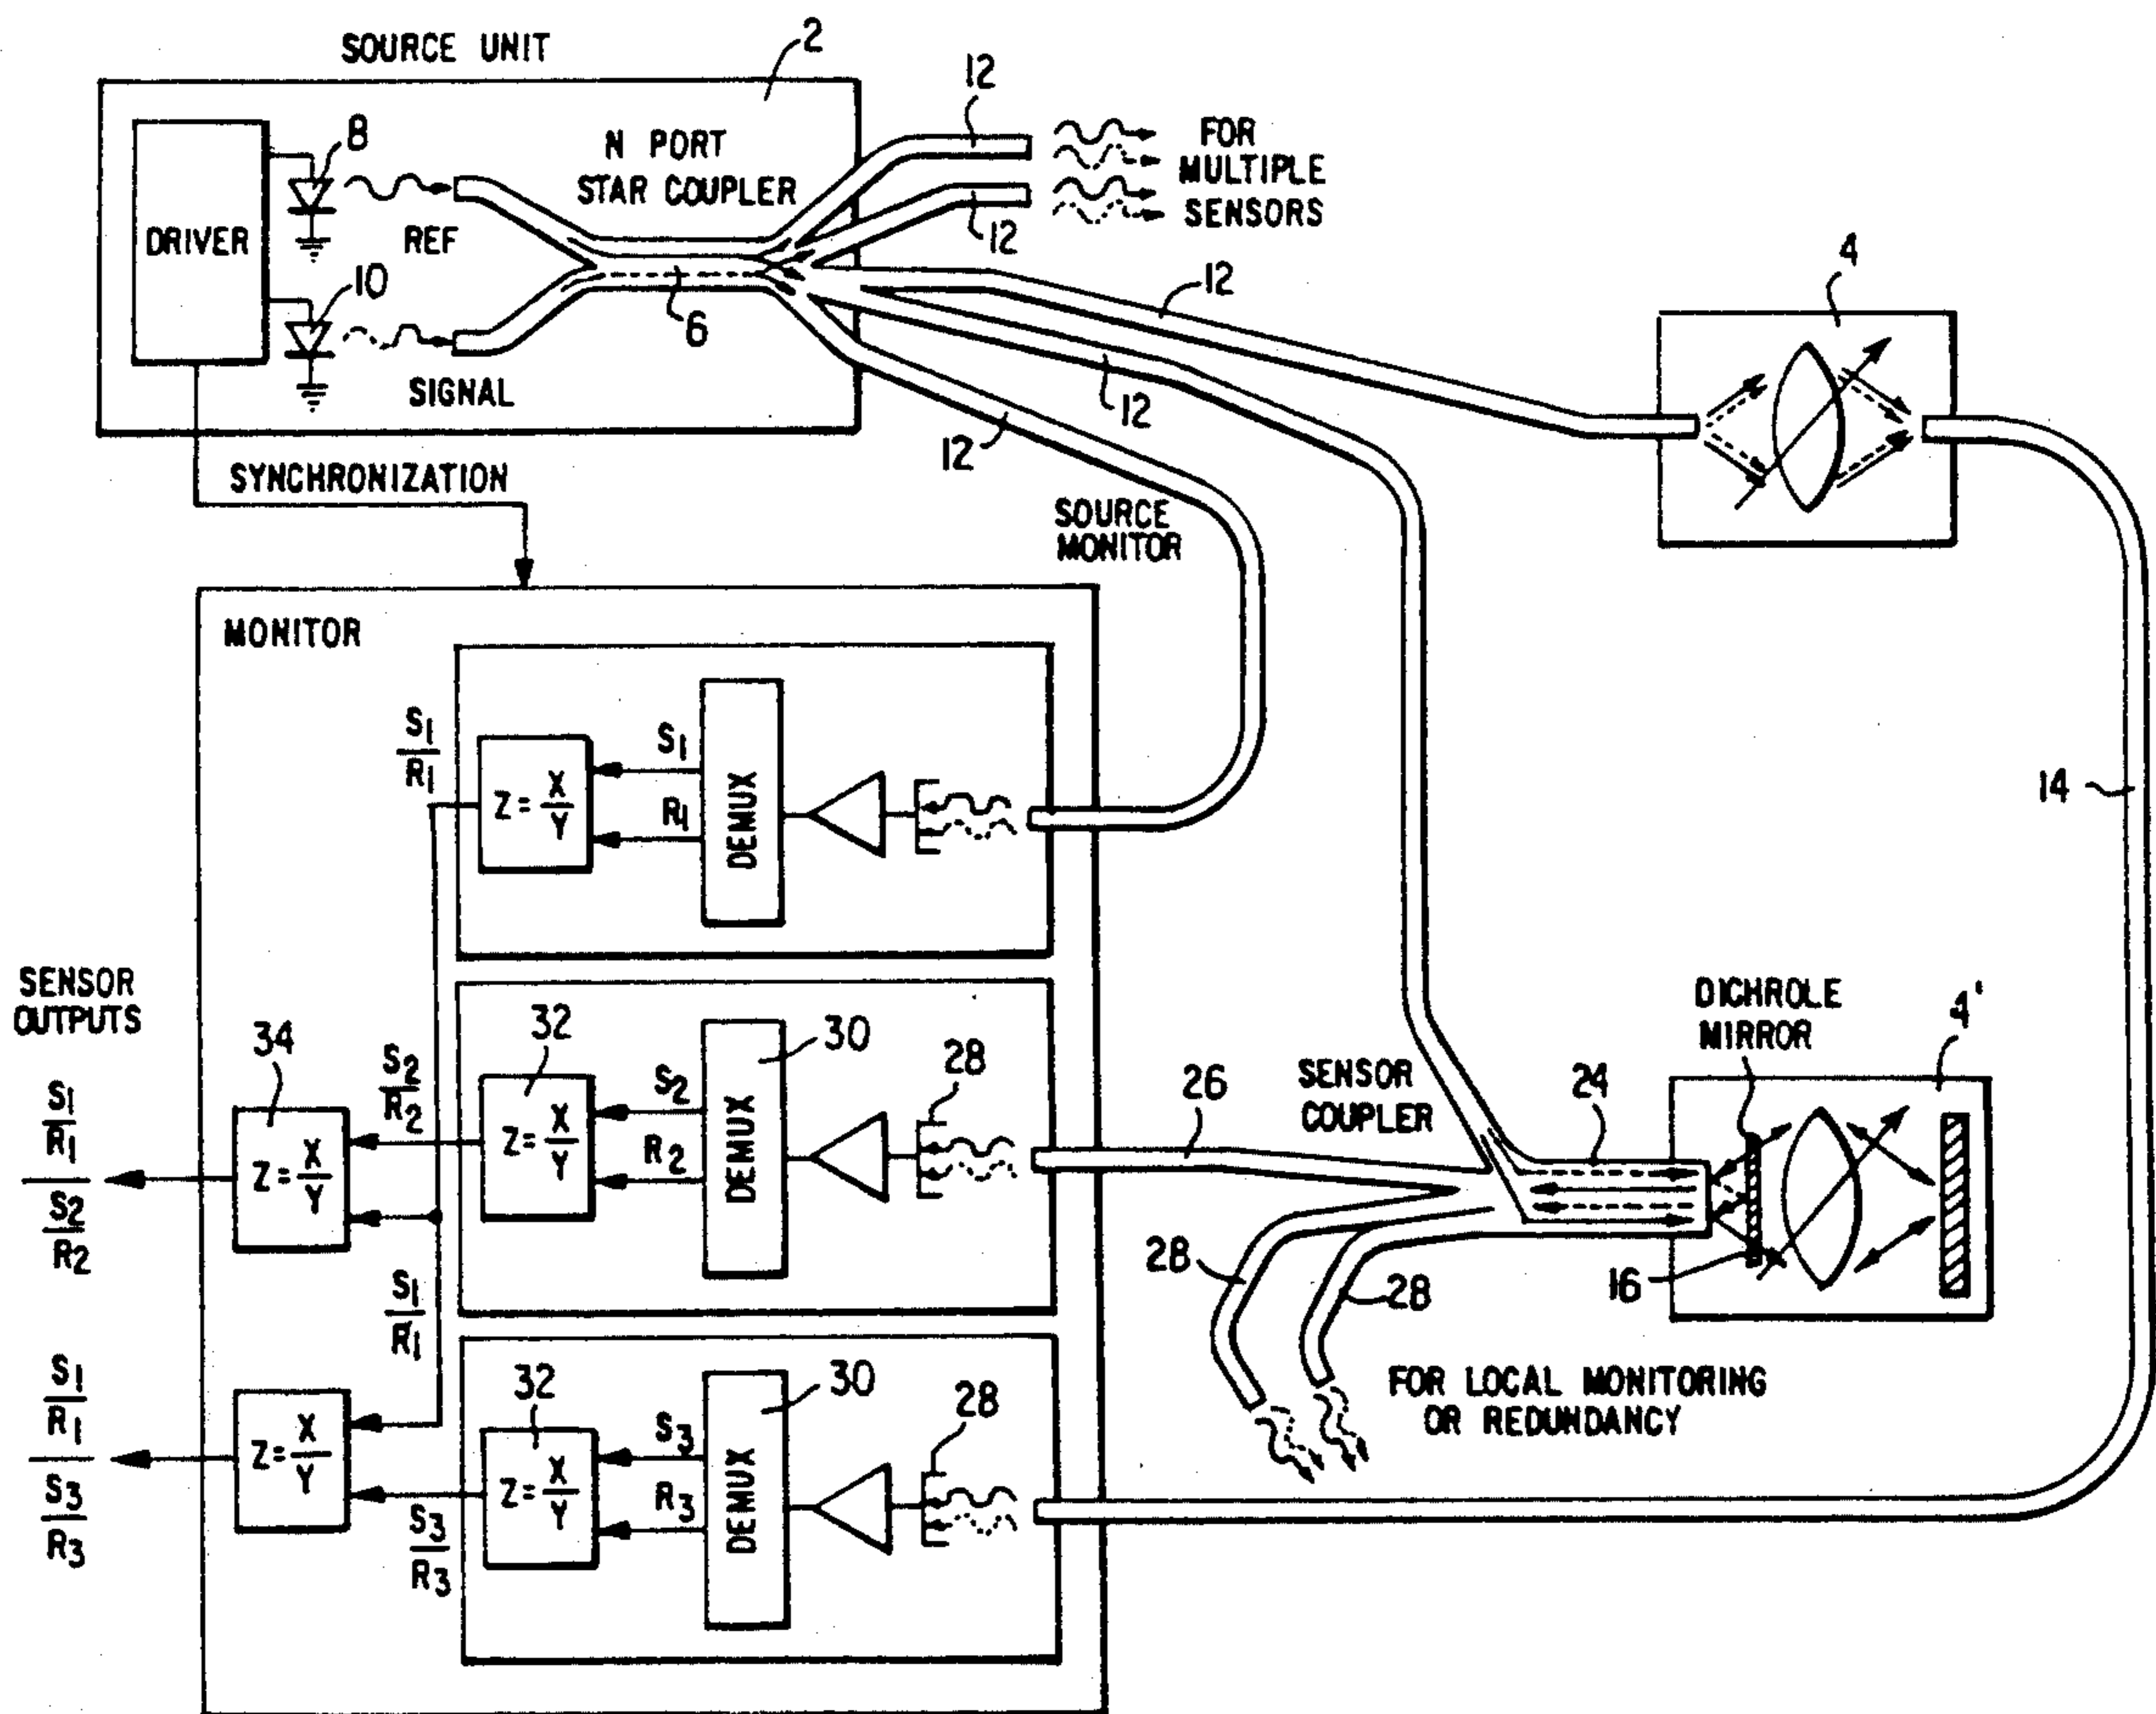 SOURCE UNIT
2
12
8
N PORT
STAR COUPLER
FOR
MULTIPLE
SENSORS
DRIVER
REF
12
10
6
12
4
SIGNAL
12
12
SYNCHRONIZATION
SOURCE
MONITOR
MONITOR
S1
R1
Z = X
Y
S1
R1
DEMUX
14
SENSOR
OUTPUTS
34
S2
R2
32
Z = X
Y
S2
R2
30
DEMUX
28
26
SENSOR
COUPLER
24
DICHROLE
MIRROR
4'
16
S1
R1
S2
R2
Z = X
Y
28
28
S1
R1
FOR LOCAL MONITORING
OR REDUNDANCY
S1
R1
S3
R3
Z = X
Y
S3
R3
32
Z = X
Y
S3
R3
30
DEMUX
28